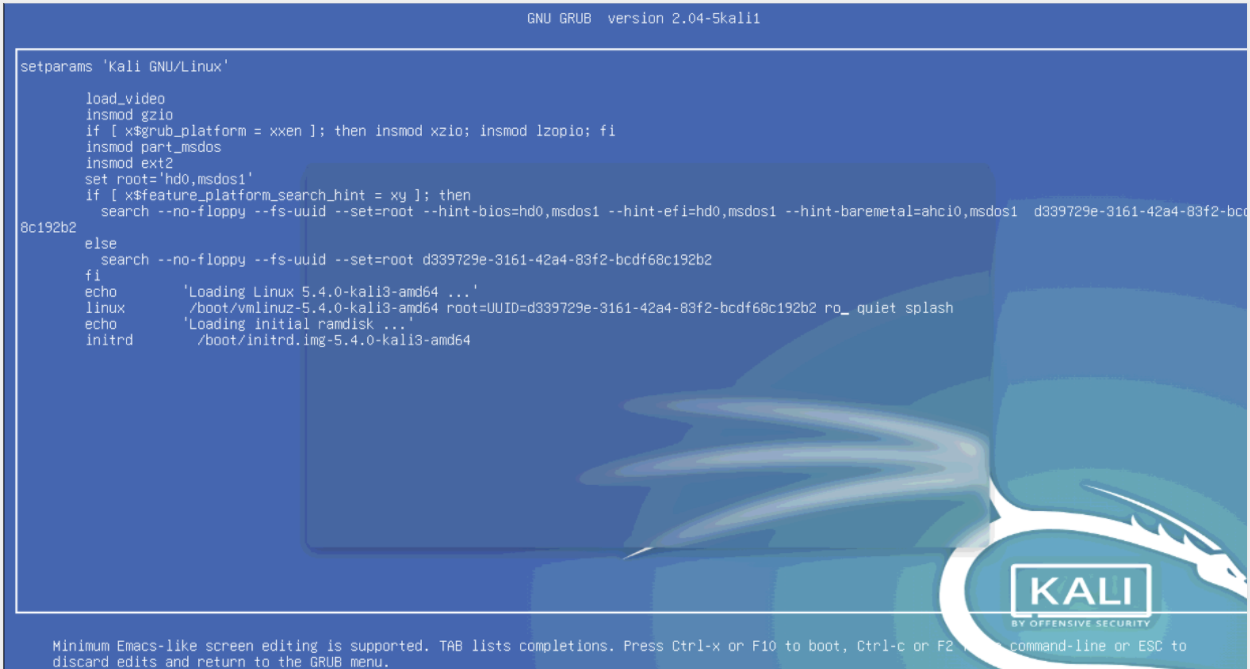 GNU GRUB  version 2.04-5kali1
setparams 'Kali GNU/Linux'
load_video
insmod gzio
if [ x$grub_platform = xxen ]; then insmod xzio; insmod lzopio; fi
insmod part_msdos
insmod ext2
set root='hd0,msdos1'
if [ x$feature_platform_search_hint = xy ]; then
search --no-floppy --fs-uuid --set=root --hint-bios=hd0,msdos1 --hint-efi=hd0,msdos1 --hint-baremetal=ahci0,msdos1  d339729e-3161-42a4-83f2-bcd
8c192b2
else
search --no-floppy --fs-uuid --set=root d339729e-3161-42a4-83f2-bcdf68c192b2
fi
echo        'Loading Linux 5.4.0-kali3-amd64 ...'
linux        /boot/vmlinuz-5.4.0-kali3-amd64 root=UUID=d339729e-3161-42a4-83f2-bcdf68c192b2 ro_ quiet splash
echo        'Loading initial ramdisk ...'
initrd        /boot/initrd.img-5.4.0-kali3-amd64
KALI
BY OFFENSIVE SECURITY
Minimum Emacs-like screen editing is supported. TAB lists completions. Press Ctrl-x or F10 to boot, Ctrl-c or F2 command-line or ESC to
discard edits and return to the GRUB menu.